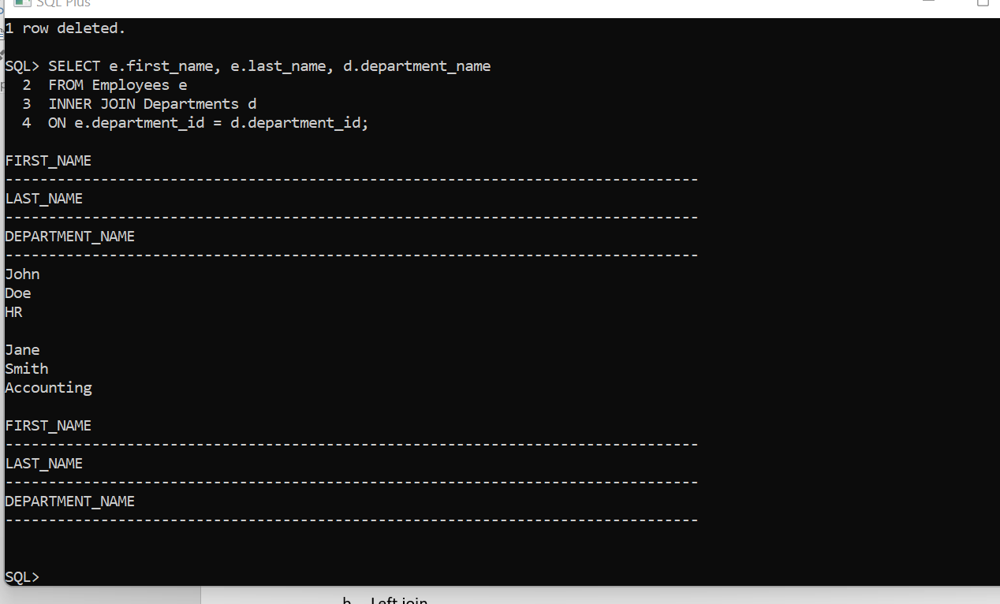 SQL Plus
1 row deleted.
SQL> SELECT e.first_name, e.last_name, d.department_name
2 FROM Employees e
3 INNER JOIN Departments d
4 ON e.department_id = d.department_id;
FIRST_NAME
--------------------------------------------------------------------------------
LAST_NAME
--------------------------------------------------------------------------------
DEPARTMENT_NAME
--------------------------------------------------------------------------------
John
Doe
HR
Jane
Smith
Accounting
FIRST_NAME
--------------------------------------------------------------------------------
LAST_NAME
--------------------------------------------------------------------------------
DEPARTMENT_NAME
--------------------------------------------------------------------------------
SQL>
Left join